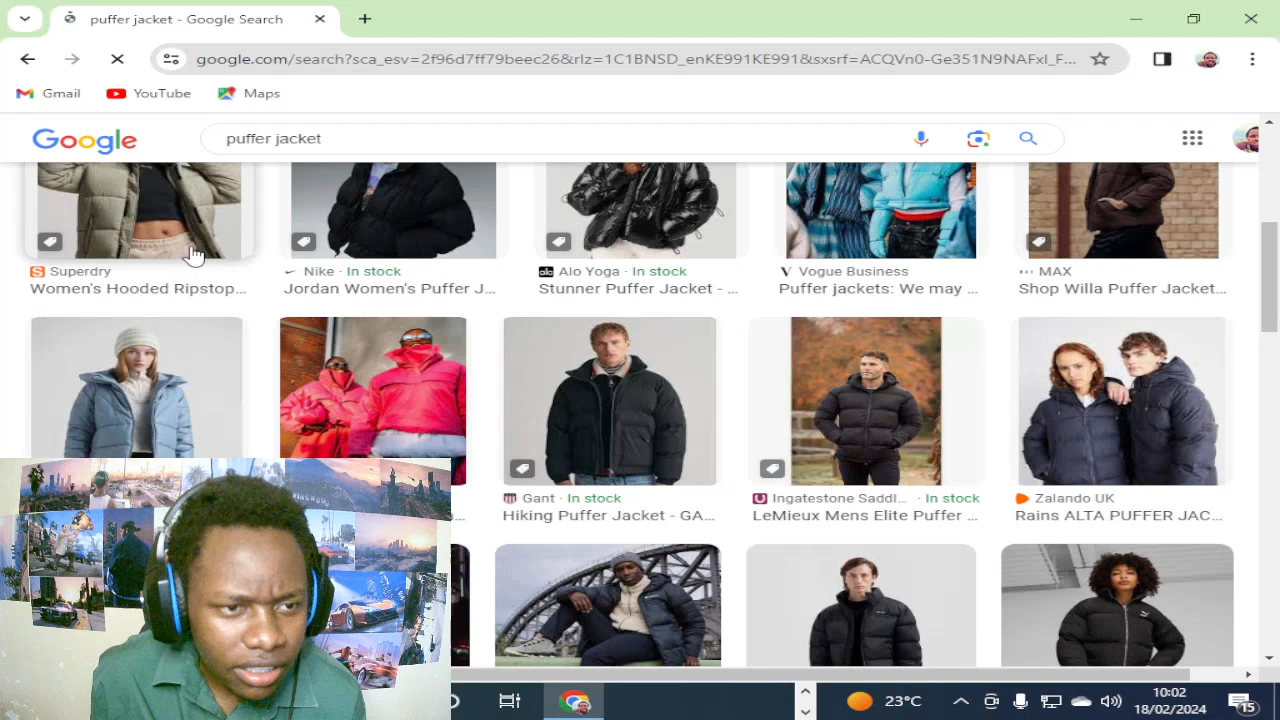 puffer jacket - Google Search
google.com/search?sca_esv=2f96d7ff79beec26&rlz=1C1BNSD_enKE991KE991&sxsrf=ACQVn0-Ge351N9NAFxI_F...
Gmail YouTube Maps
Google puffer jacket
Superdry Nike · In stock Alo Yoga · In stock Vogue Business MAX
Women's Hooded Ripstop... Jordan Women's Puffer J... Stunner Puffer Jacket - ... Puffer jackets: We may ... Shop Willa Puffer Jacket...
Gant · In stock Ingatestone Saddl... · In stock Zalando UK
Hiking Puffer Jacket - GA... LeMieux Mens Elite Puffer ... Rains ALTA PUFFER JAC...
23°C 10:02
18/02/2024 15